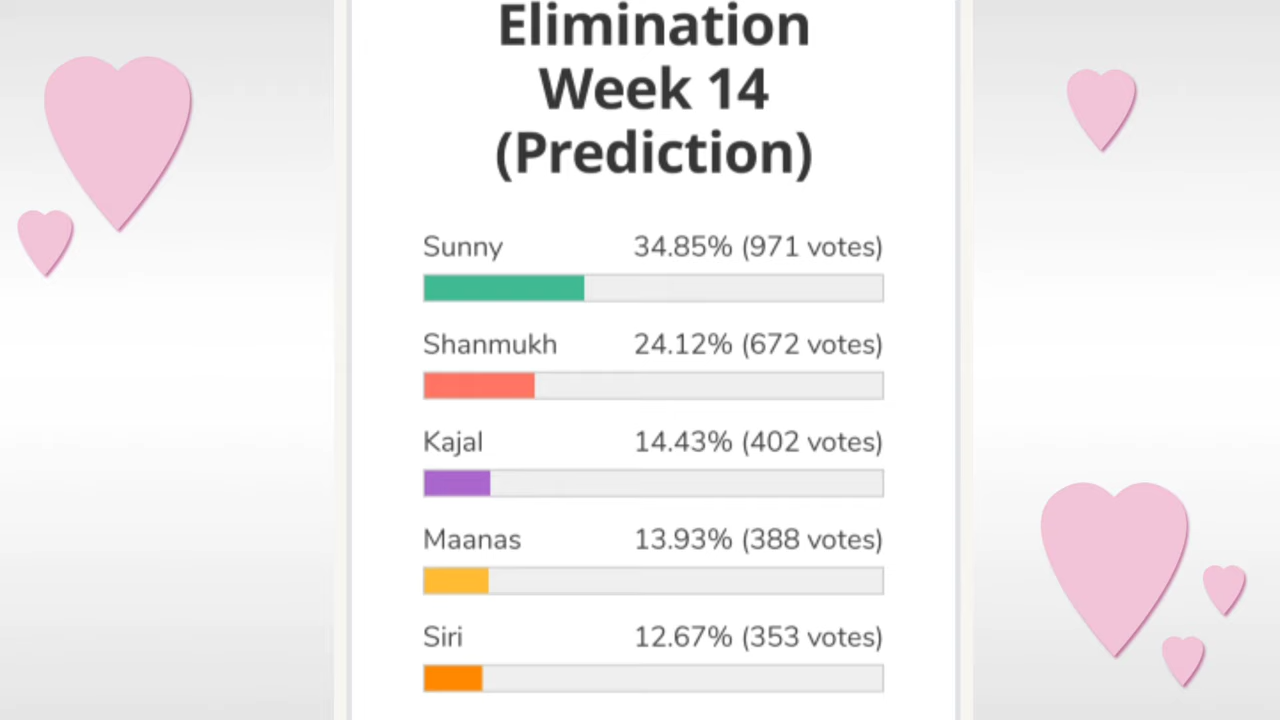 Elimination
Week 14
(Prediction)
Sunny 34.85% (971 votes)
Shanmukh 24.12% (672 votes)
Kajal 14.43% (402 votes)
Maanas 13.93% (388 votes)
Siri 12.67% (353 votes)